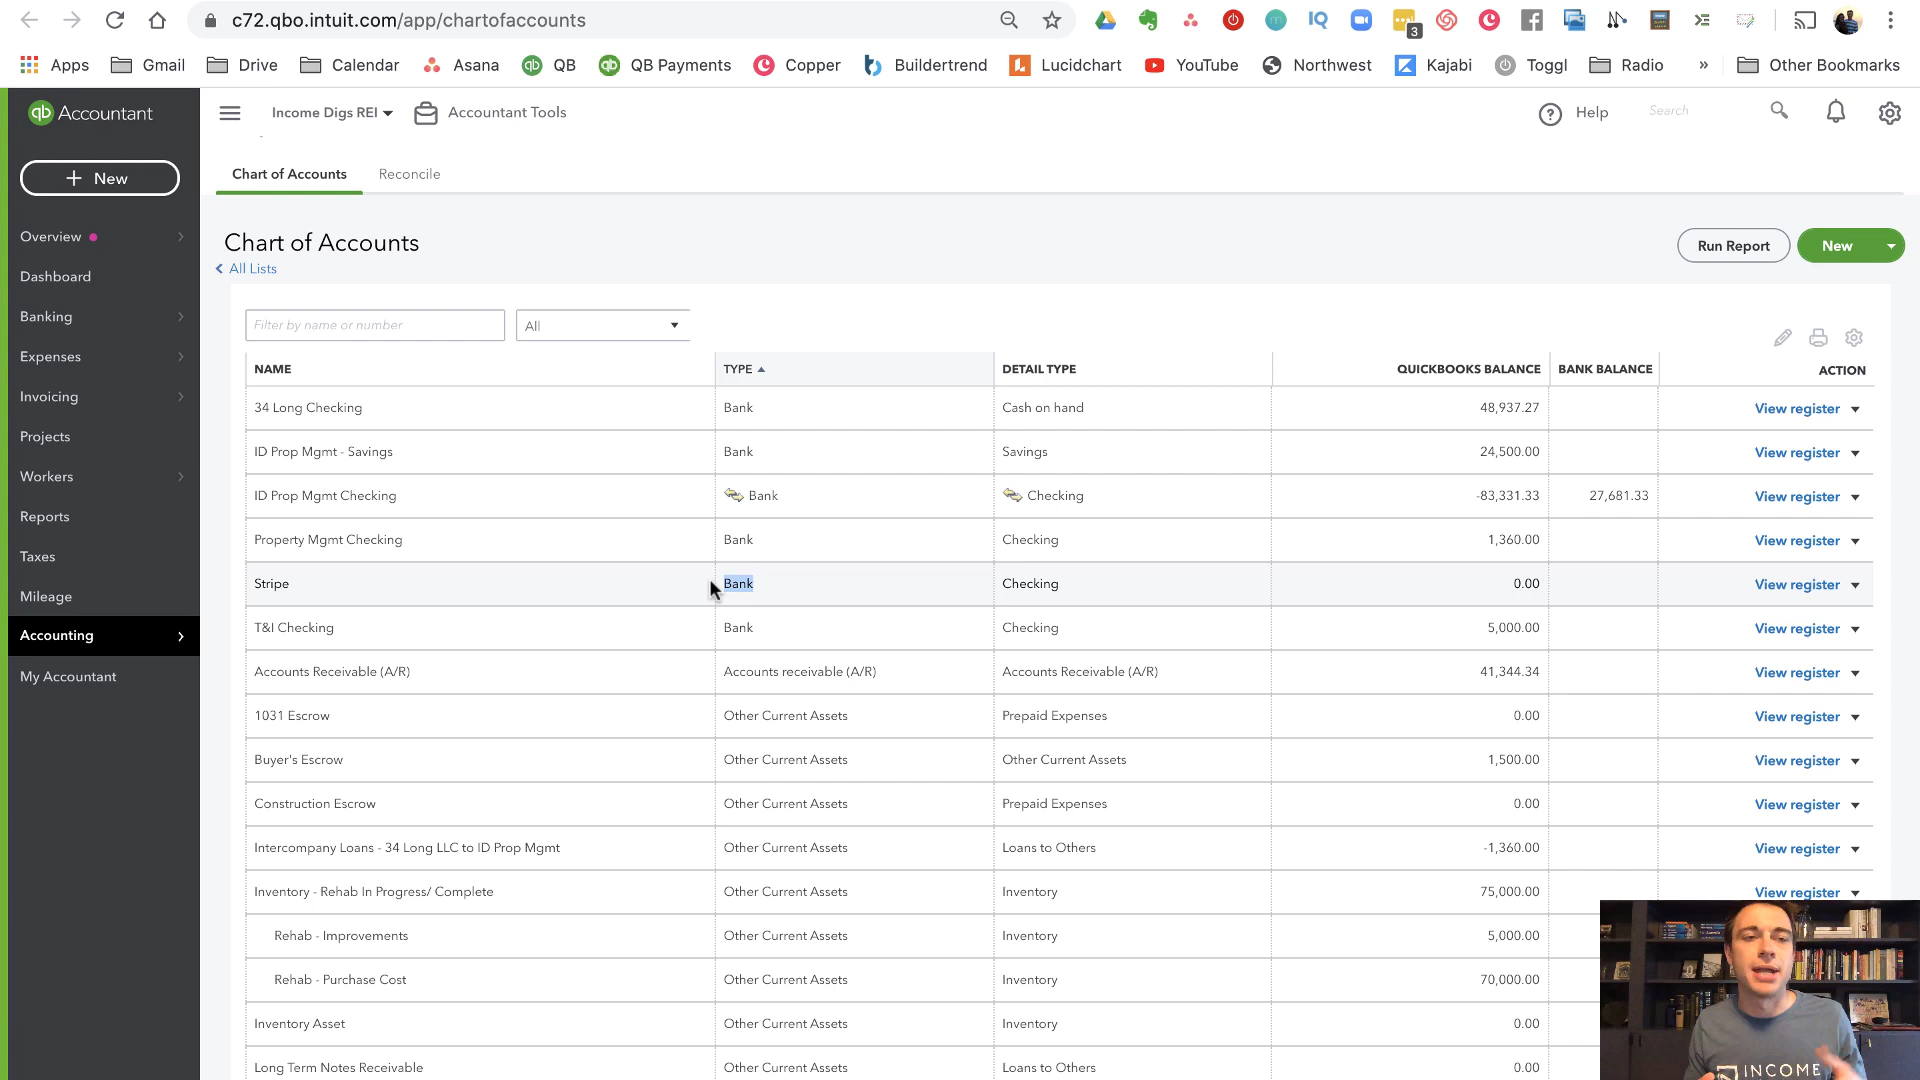 c72.qbo.intuit.com/app/chartofaccounts
3
Apps Gmail Drive Calendar Asana QB QB Payments Copper Buildertrend Lucidchart YouTube Northwest Kajabi Toggl Radio » Other Bookmarks
qb Accountant
Income Digs REI Accountant Tools
Help
Search
+ New
Chart of Accounts Reconcile
Overview
Dashboard
Banking
Expenses
Invoicing
Projects
Workers
Reports
Taxes
Mileage
Accounting
My Accountant
Chart of Accounts
All Lists
Run Report
New
Filter by name or number
All
NAME TYPE DETAIL TYPE QUICKBOOKS BALANCE BANK BALANCE ACTION
34 Long Checking Bank Cash on hand 48,937.27 View register
ID Prop Mgmt - Savings Bank Savings 24,500.00 View register
ID Prop Mgmt Checking Bank Checking -83,331.33 27,681.33 View register
Property Mgmt Checking Bank Checking 1,360.00 View register
Stripe Bank Checking 0.00 View register
T&I Checking Bank Checking 5,000.00 View register
Accounts Receivable (A/R) Accounts receivable (A/R) Accounts Receivable (A/R) 41,344.34 View register
1031 Escrow Other Current Assets Prepaid Expenses 0.00 View register
Buyer's Escrow Other Current Assets Other Current Assets 1,500.00 View register
Construction Escrow Other Current Assets Prepaid Expenses 0.00 View register
Intercompany Loans - 34 Long LLC to ID Prop Mgmt Other Current Assets Loans to Others -1,360.00 View register
Inventory - Rehab In Progress/ Complete Other Current Assets Inventory 75,000.00 View register
Rehab - Improvements Other Current Assets Inventory 5,000.00
Rehab - Purchase Cost Other Current Assets Inventory 70,000.00
Inventory Asset Other Current Assets Inventory 0.00
Long Term Notes Receivable Other Current Assets Loans to Others 0.00
INCOME